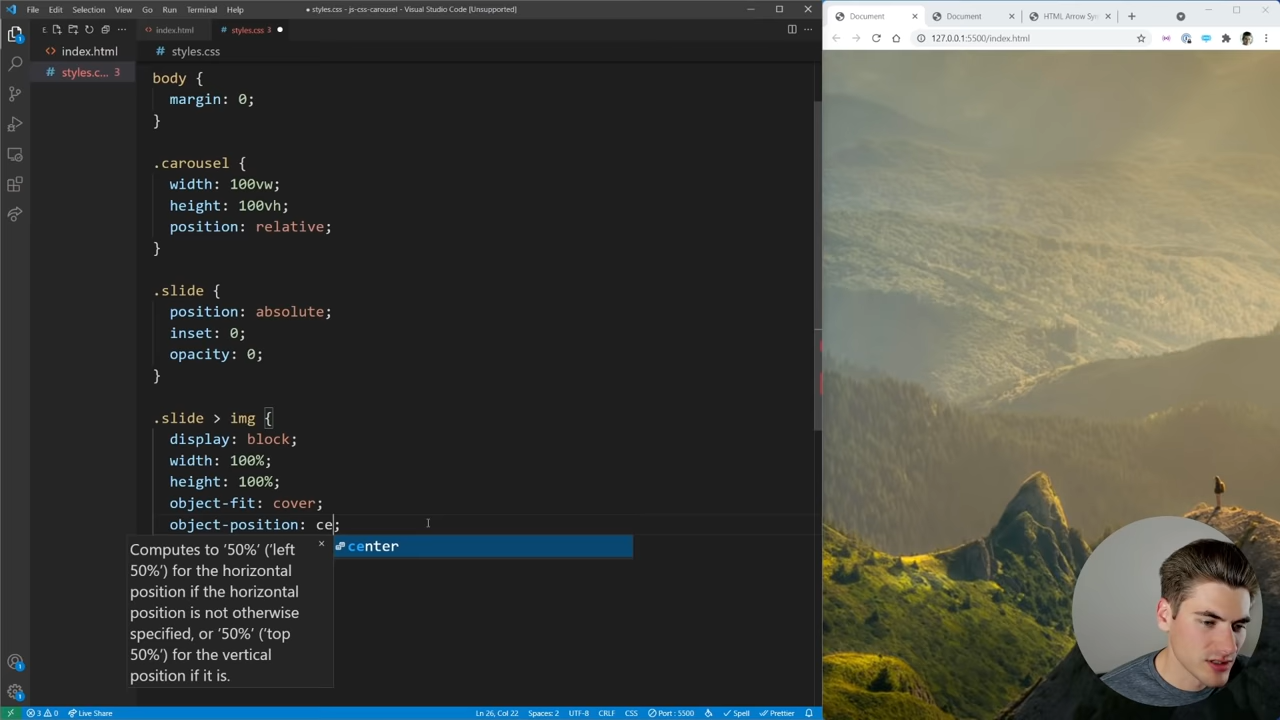 File Edit Selection View Go Run Terminal Help
● styles.css - js-css-carousel - Visual Studio Code [Unsupported]
E
index.html
styles.css 3 ●
index.html
styles.c... 3
styles.css
body {
margin: 0;
}
.carousel {
width: 100vw;
height: 100vh;
position: relative;
}
.slide {
position: absolute;
inset: 0;
opacity: 0;
}
.slide > img {
display: block;
width: 100%;
height: 100%;
object-fit: cover;
object-position: ce;
center
Computes to ‘50%’ (‘left
50%’) for the horizontal
position if the horizontal
position is not otherwise
specified, or ‘50%’ (‘top
50%’) for the vertical
position if it is.
3 0 Live Share
Ln 26, Col 22 Spaces: 2 UTF-8 CRLF CSS Port : 5500 Spell Prettier
Document
Document
HTML Arrow Sy
127.0.0.1:5500/index.html